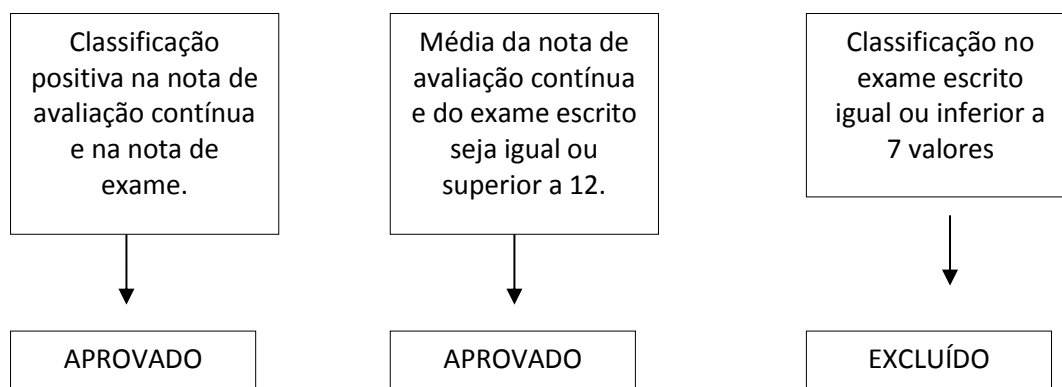 Classificação
positiva na nota de
avaliação contínua
e na nota de
exame.
Média da nota de
avaliação contínua
e do exame escrito
seja igual ou
superior a 12.
Classificação no
exame escrito
igual ou inferior a
7 valores
APROVADO
APROVADO
EXCLUÍDO